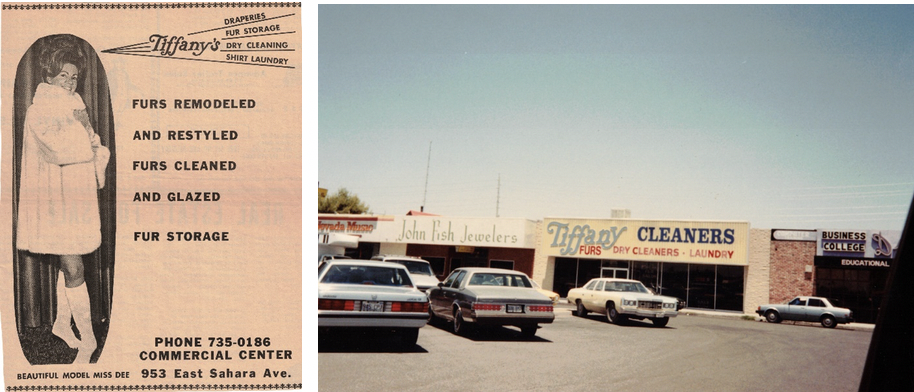 Tiffany's
DRAPERIES
FUR STORAGE
DRY CLEANING
SHIRT LAUNDRY
FURS REMODELED
AND RESTYLED
FURS CLEANED
AND GLAZED
FUR STORAGE
PHONE 735-0186
COMMERCIAL CENTER
BEAUTIFUL MODEL MISS DEE
953 East Sahara Ave.
Nevada Music
John Fish Jewelers
Tiffany CLEANERS
FURS DRY CLEANERS - LAUNDRY
BUSINESS
COLLEGE
EDUCATIONAL